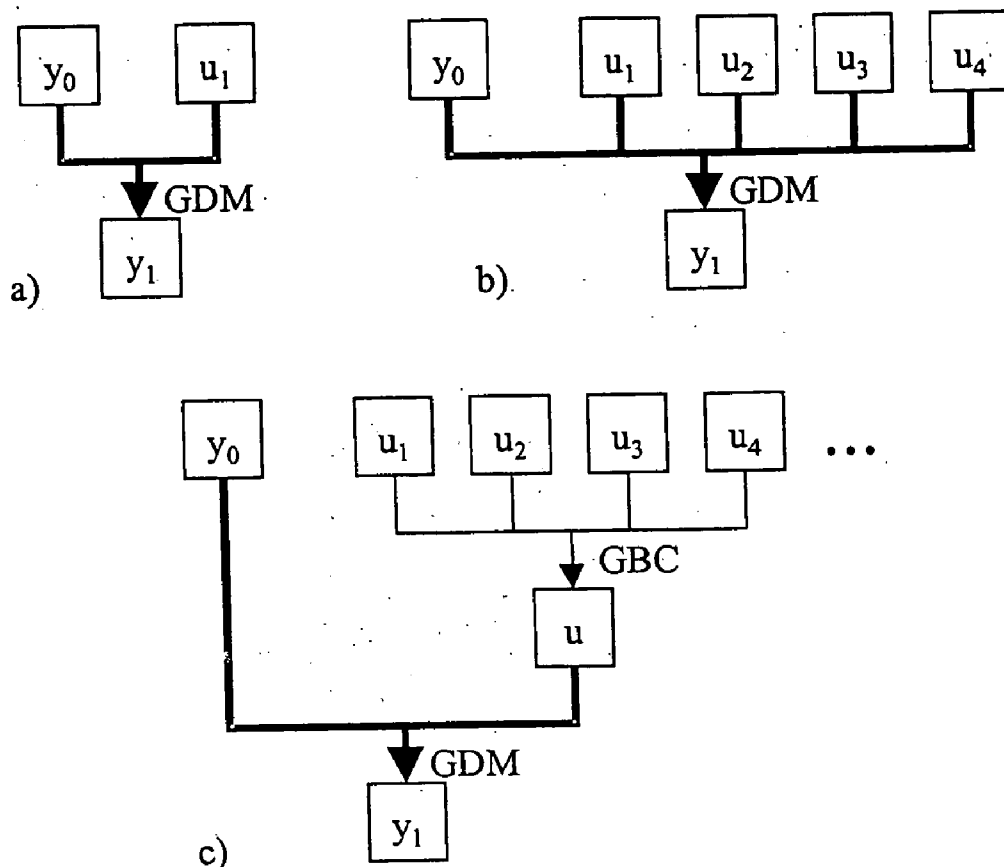 y₀ u₁
GDM
y₁
a)
y₀ u₁ u₂ u₃ u₄
GDM
y₁
b)
y₀ u₁ u₂ u₃ u₄ •••
GBC
u
GDM
y₁
c)